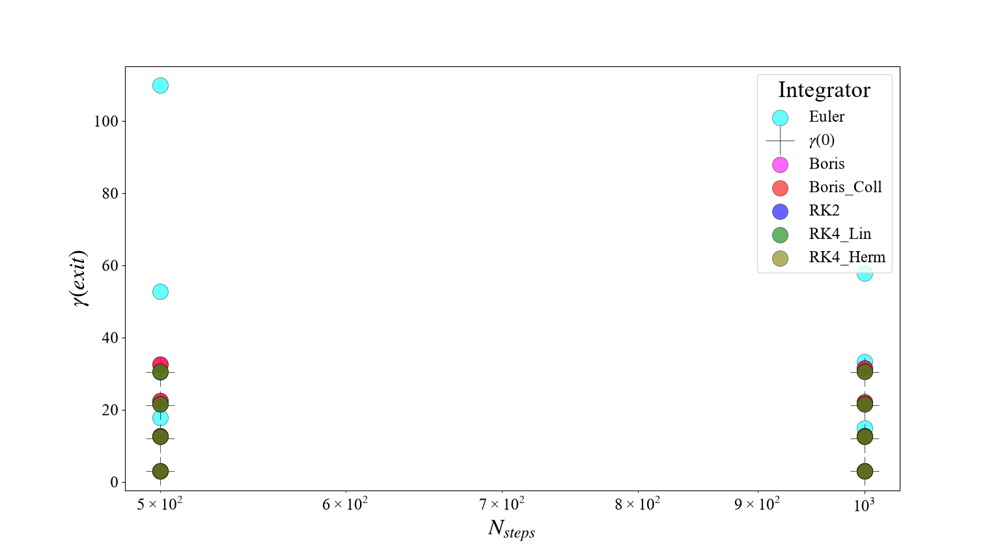 Integrator
Euler
γ(0)
Boris
Boris_Coll
RK2
RK4_Lin
RK4_Herm
100
80
60
40
20
0
γ(exit)
5 × 10²
6 × 10²
7 × 10²
8 × 10²
9 × 10²
10³
N_steps